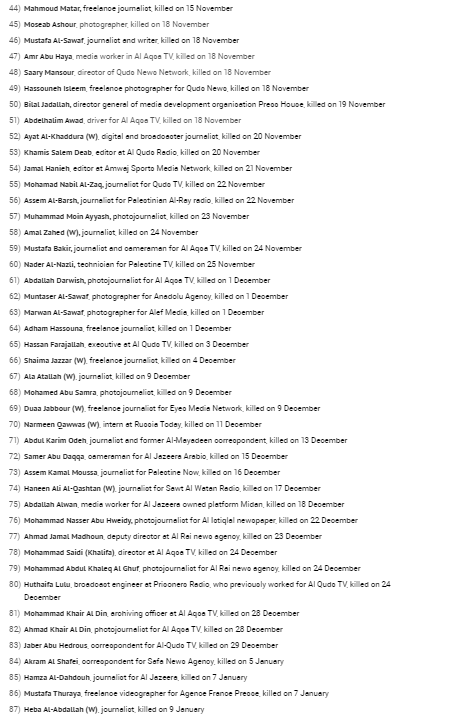 44) Mahmoud Matar, freelance journalist, killed on 15 November
45) Moseab Ashour, photographer, killed on 18 November
46) Mustafa Al-Sawaf, journalist and writer, killed on 18 November
47) Amr Abu Haya, media worker in Al Aqsa TV, killed on 18 November
48) Saary Mansour, director of Quds News Network, killed on 18 November
49) Hassouneh Isleem, freelance photographer for Quds News, killed on 18 November
50) Bilal Jadallah, director general of media development organisation Press House, killed on 19 November
51) Abdelhalim Awad, driver for Al Aqsa TV, killed on 18 November
52) Ayat Al-Khaddura (W), digital and broadcaster journalist, killed on 20 November
53) Khamis Salem Deab, editor at Al Quds Radio, killed on 20 November
54) Jamal Hanieh, editor at Amwaj Sports Media Network, killed on 21 November
55) Mohamad Nabil Al-Zaq, journalist for Quds TV, killed on 22 November
56) Assem Al-Barsh, journalist for Palestinian Al-Ray radio, killed on 22 November
57) Muhammad Moin Ayyash, photojournalist, killed on 23 November
58) Amal Zahed (W), journalist, killed on 24 November
59) Mustafa Bakir, journalist and cameraman for Al Aqsa TV, killed on 24 November
60) Nader Al-Nazli, technician for Palestine TV, killed on 25 November
61) Abdallah Darwish, photojournalist for Al Aqsa TV, killed on 1 December
62) Muntaser Al-Sawaf, photographer for Anadolu Agency, killed on 1 December
63) Marwan Al-Sawaf, photographer for Alef Media, killed on 1 December
64) Adham Hassouna, freelance journalist, killed on 1 December
65) Hassan Farajallah, executive at Al Quds TV, killed on 3 December
66) Shaima Jazzar (W), freelance journalist, killed on 4 December
67) Ala Atallah (W), journalist, killed on 9 December
68) Mohamed Abu Samra, photojournalist, killed on 9 December
69) Duaa Jabbour (W), freelance journalist for Eyes Media Network, killed on 9 December
70) Narmeen Qawwas (W), intern at Russia Today, killed on 11 December
71) Abdul Karim Odeh, journalist and former Al-Mayadeen correspondent, killed on 13 December
72) Samer Abu Daqqa, cameraman for Al Jazeera Arabic, killed on 15 December
73) Assem Kamal Moussa, journalist for Palestine Now, killed on 16 December
74) Haneen Ali Al-Qashtan (W), journalist for Sawt Al Watan Radio, killed on 17 December
75) Abdallah Alwan, media worker for Al Jazeera owned platform Midan, killed on 18 December
76) Mohammad Nasser Abu Hweidy, photojournalist for Al Istiqlal newspaper, killed on 22 December
77) Ahmad Jamal Madhoun, deputy director at Al Rai news agency, killed on 23 December
78) Mohammad Saidi (Khalifa), director at Al Aqsa TV, killed on 24 December
79) Mohammad Abdul Khaleq Al Ghuf, photojournalist for Al Rai news agency, killed on 24 December
80) Huthaifa Lulu, broadcast engineer at Prisoners Radio, who previously worked for Al Quds TV, killed on 24
December
81) Mohammad Khair Al Din, archiving officer at Al Aqsa TV, killed on 28 December
82) Ahmad Khair Al Din, photojournalist for Al Aqsa TV, killed on 28 December
83) Jaber Abu Hedrous, correspondent for Al-Quds TV, killed on 29 December
84) Akram Al Shafei, correspondent for Safa News Agency, killed on 5 January
85) Hamza Al-Dahdouh, journalist for Al Jazeera, killed on 7 January
86) Mustafa Thuraya, freelance videographer for Agence France Presse, killed on 7 January
87) Heba Al-Abdallah (W), journalist, killed on 9 January